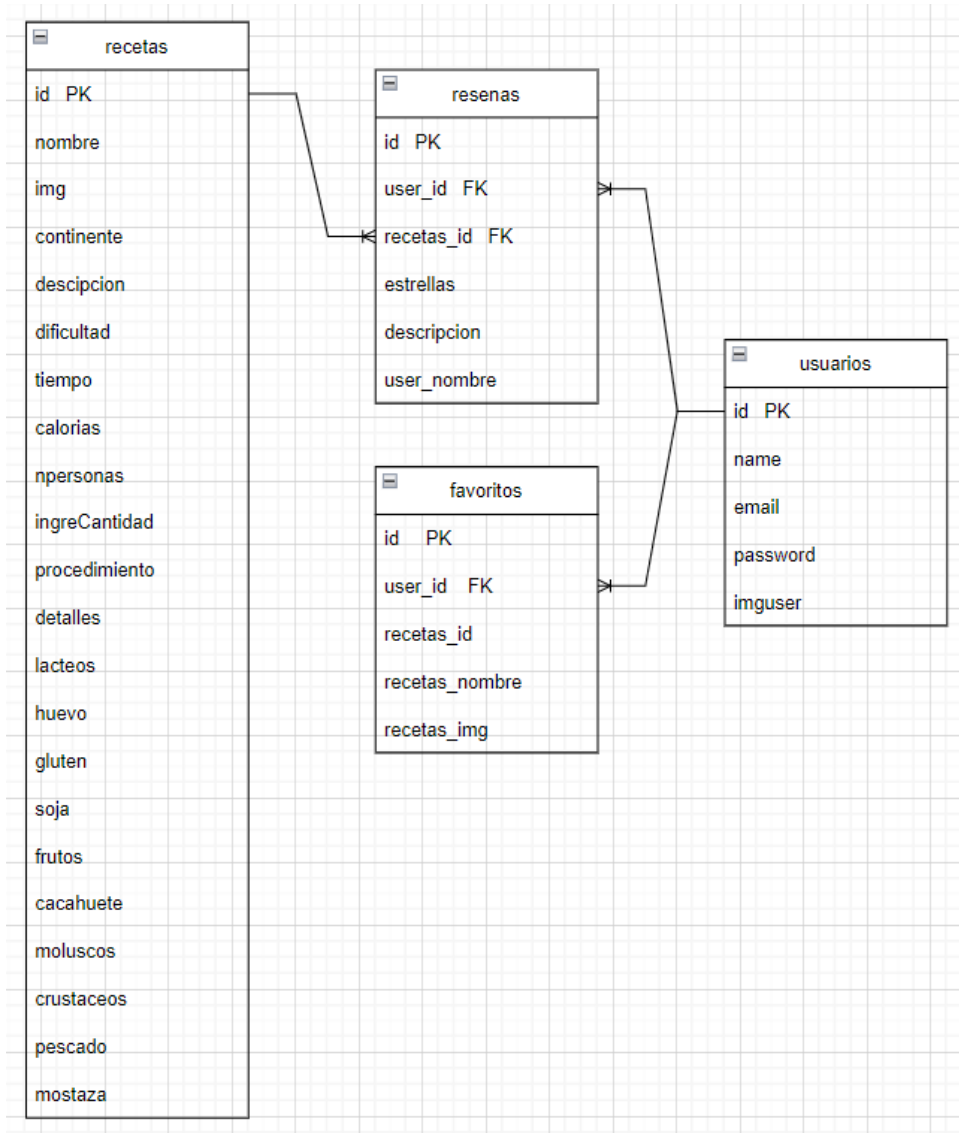 recetas
id PK
nombre
img
continente
descipcion
dificultad
tiempo
calorias
npersonas
ingreCantidad
procedimiento
detalles
lacteos
huevo
gluten
soja
frutos
cacahuete
moluscos
crustaceos
pescado
mostaza
resenas
id PK
user_id FK
recetas_id FK
estrellas
descripcion
user_nombre
favoritos
id PK
user_id FK
recetas_id
recetas_nombre
recetas_img
usuarios
id PK
name
email
password
imguser